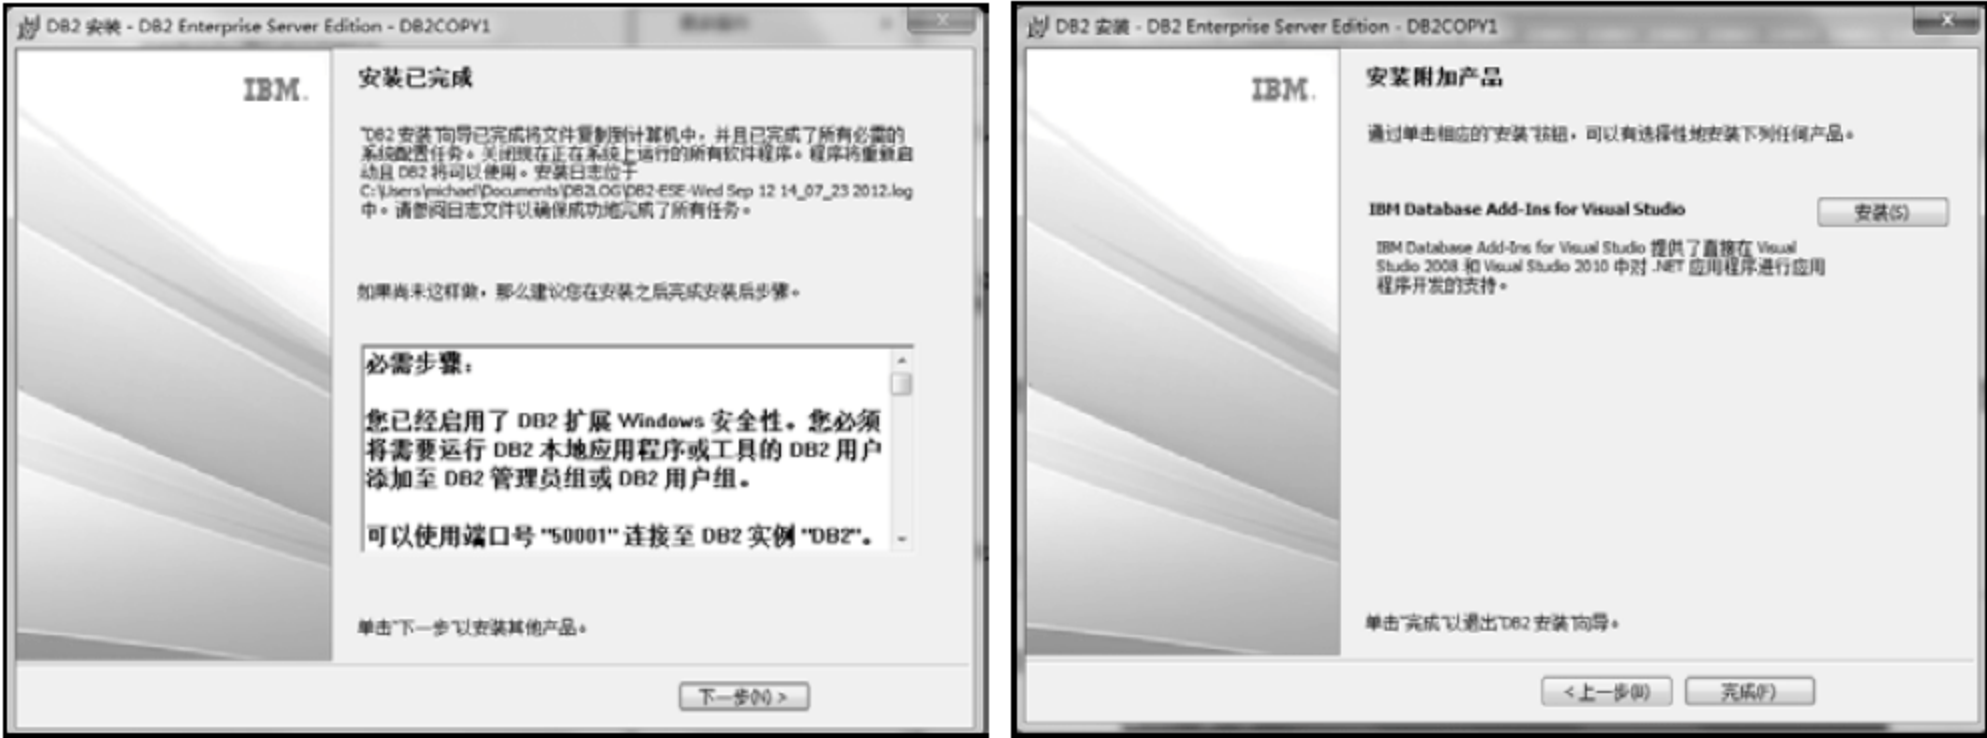 DB2 安装 - DB2 Enterprise Server Edition - DB2COPY1
IBM.
安装已完成
"DB2 安装"向导已完成将文件复制到计算机中，并且已完成了所有必需的
系统配置任务。关闭现在正在系统上运行的所有软件程序。程序将重新启
动且 DB2 将可以使用。安装日志位于
C:\Users\michael\Documents\DB2LOG\DB2-ESE-Wed Sep 12 14_07_23 2012.log
中。请参阅日志文件以确保成功地完成了所有任务。
如果尚未这样做，那么建议您在安装之后完成安装后步骤。
必需步骤：
您已经启用了 DB2 扩展 Windows 安全性。您必须
将需要运行 DB2 本地应用程序或工具的 DB2 用户
添加至 DB2 管理员组或 DB2 用户组。
可以使用端口号 "50001" 连接至 DB2 实例 "DB2"。
单击"下一步"以安装其他产品。
下一步(N) >
DB2 安装 - DB2 Enterprise Server Edition - DB2COPY1
IBM.
安装附加产品
通过单击相应的"安装"按钮，可以有选择性地安装下列任何产品。
IBM Database Add-Ins for Visual Studio
安装(S)
IBM Database Add-Ins for Visual Studio 提供了直接在 Visual
Studio 2008 和 Visual Studio 2010 中对 .NET 应用程序进行应用
程序开发的支持。
单击"完成"以退出"DB2 安装"向导。
< 上一步(B)
完成(F)